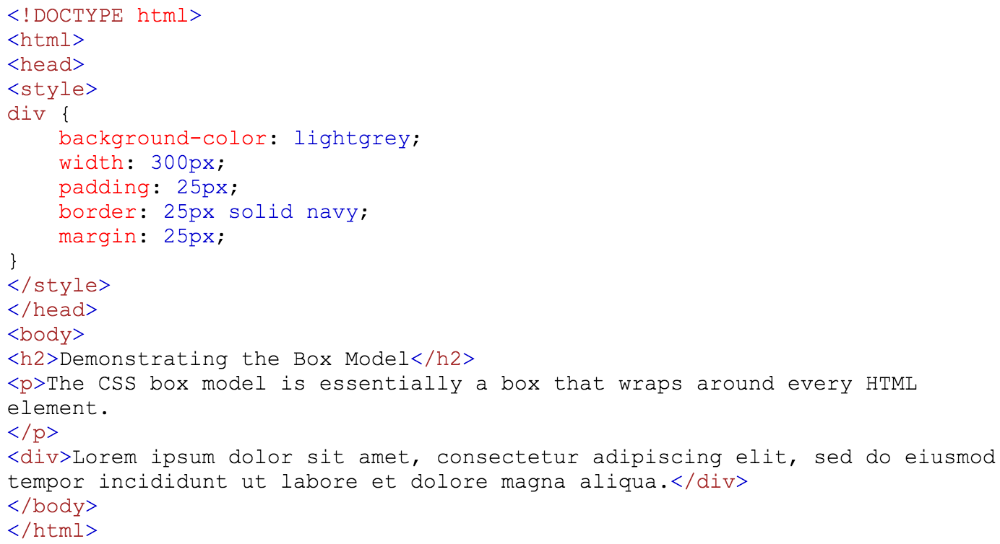 <!DOCTYPE html>
<html>
<head>
<style>
div {
    background-color: lightgrey;
    width: 300px;
    padding: 25px;
    border: 25px solid navy;
    margin: 25px;
}
</style>
</head>
<body>
<h2>Demonstrating the Box Model</h2>
<p>The CSS box model is essentially a box that wraps around every HTML
element.
</p>
<div>Lorem ipsum dolor sit amet, consectetur adipiscing elit, sed do eiusmod
tempor incididunt ut labore et dolore magna aliqua.</div>
</body>
</html>